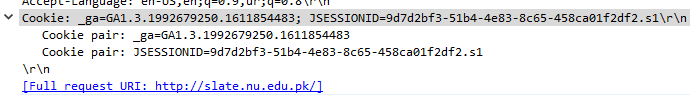 Accept-Language: en-US,en;q=0.9,ur;q=0.8\r\n
Cookie: _ga=GA1.3.1992679250.1611854483; JSESSIONID=9d7d2bf3-51b4-4e83-8c65-458ca01f2df2.s1\r\n
Cookie pair: _ga=GA1.3.1992679250.1611854483
Cookie pair: JSESSIONID=9d7d2bf3-51b4-4e83-8c65-458ca01f2df2.s1
\r\n
[Full request URI: http://slate.nu.edu.pk/]